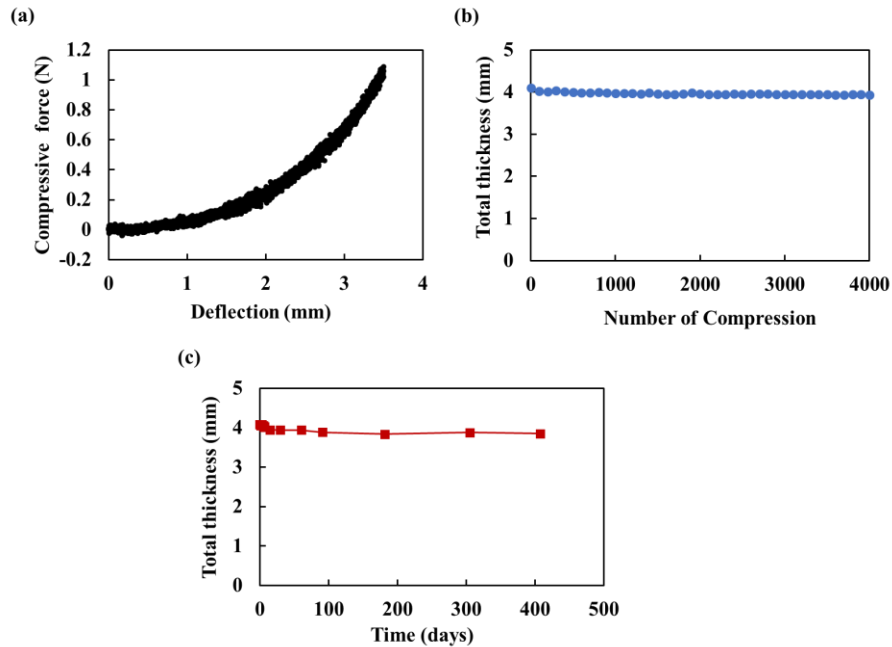 (a)
1.2
1
0.8
0.6
0.4
0.2
0
-0.2
Compressive force (N)
0 1 2 3 4
Deflection (mm)
(b)
5
4
3
2
1
0
Total thickness (mm)
0 1000 2000 3000 4000
Number of Compression
(c)
5
4
3
2
1
0
Total thickness (mm)
0 100 200 300 400 500
Time (days)